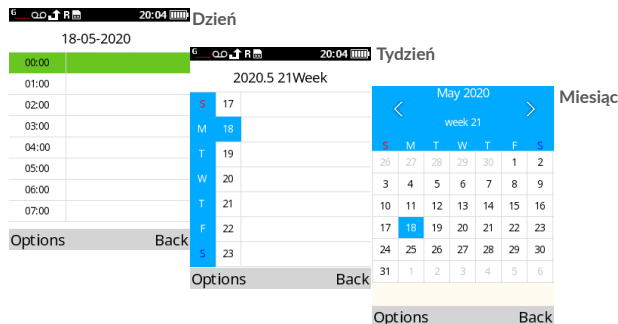 G R 20:04
Dzień
18-05-2020
00:00
01:00
02:00
03:00
04:00
05:00
06:00
07:00
Options Back
G R 20:04
Tydzień
2020.5 21Week
S 17
M 18
T 19
W 20
T 21
F 22
S 23
Options Back
Miesiąc
May 2020
week 21
S M T W T F S
26 27 28 29 30 1 2
3 4 5 6 7 8 9
10 11 12 13 14 15 16
17 18 19 20 21 22 23
24 25 26 27 28 29 30
31 1 2 3 4 5 6
Options Back